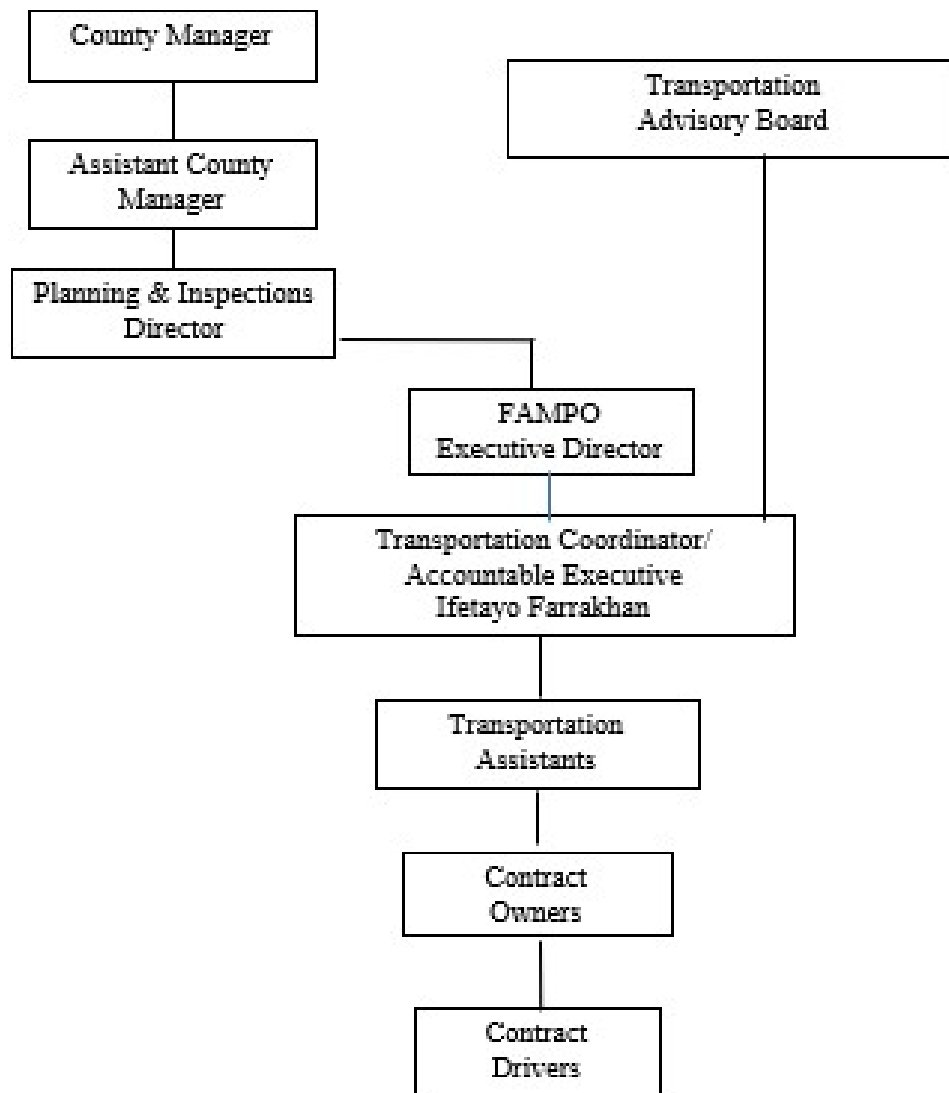 County Manager
Transportation
Advisory Board
Assistant County
Manager
Planning & Inspections
Director
FAMPO
Executive Director
Transportation Coordinator/
Accountable Executive
Ifetayo Farrakhan
Transportation
Assistants
Contract
Owners
Contract
Drivers